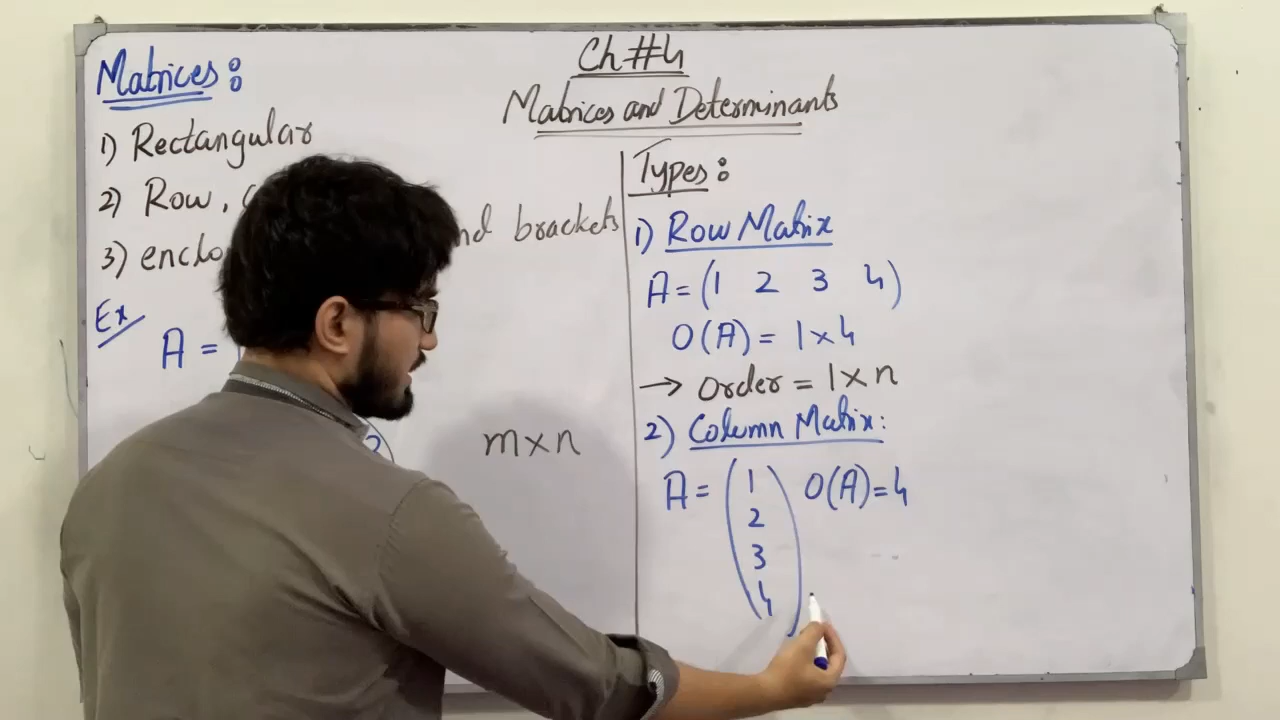 Ch #4
Matrices and Determinants
Matrices:
1) Rectangular
2) Row,
3) and brackets
Ex
A =
m×n
Types:
1) Row Matrix
A = (1 2 3 4)
O(A) = 1×4
→ Order = 1×n
2) Column Matrix:
A = (1 O(A)=4
2
3
4)